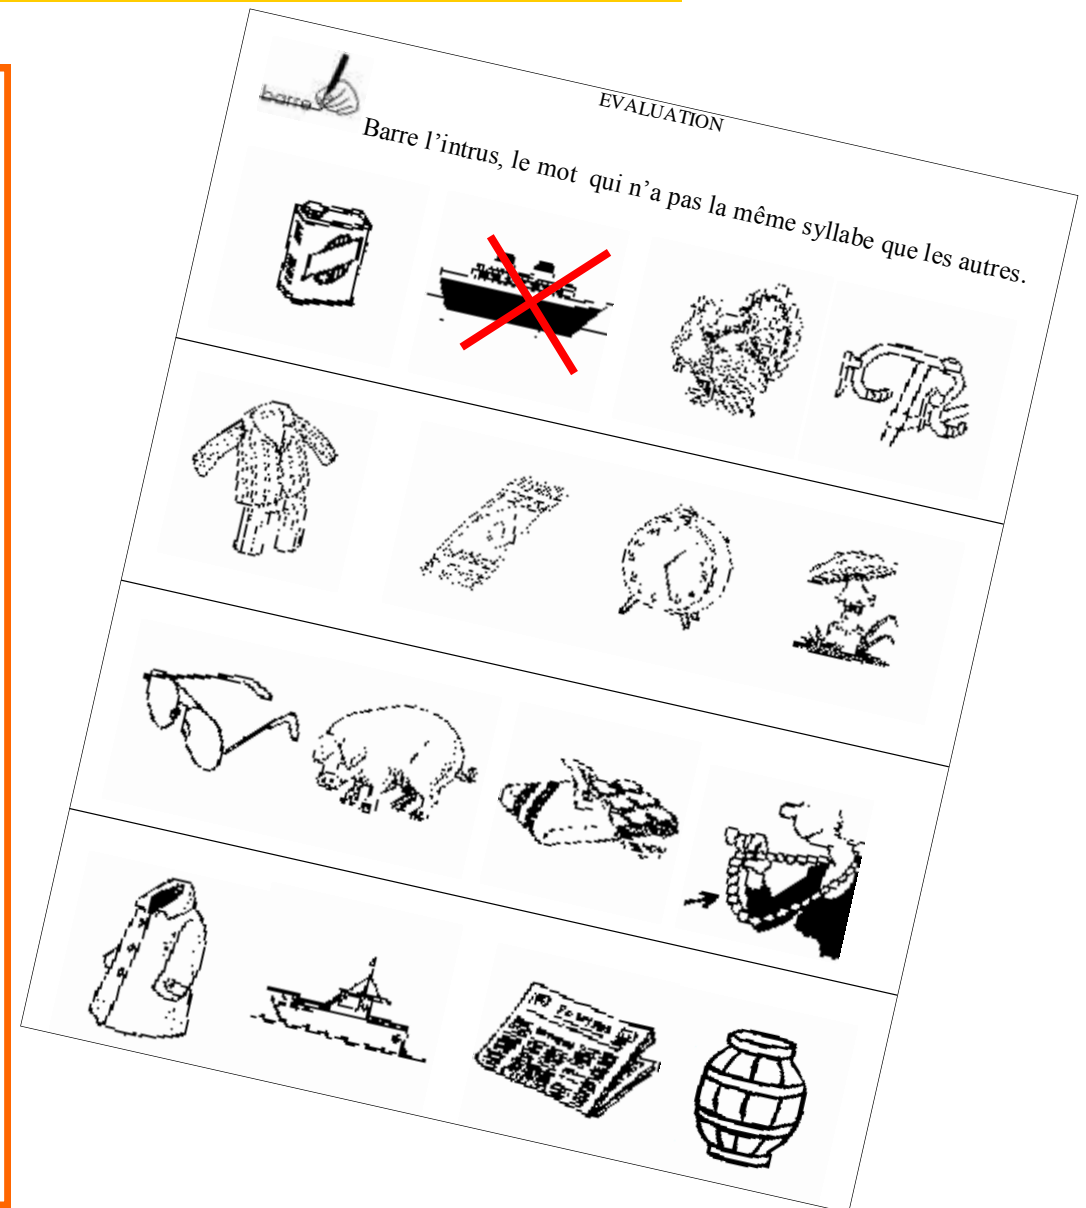 barre
EVALUATION
Barre l’intrus, le mot qui n’a pas la même syllabe que les autres.